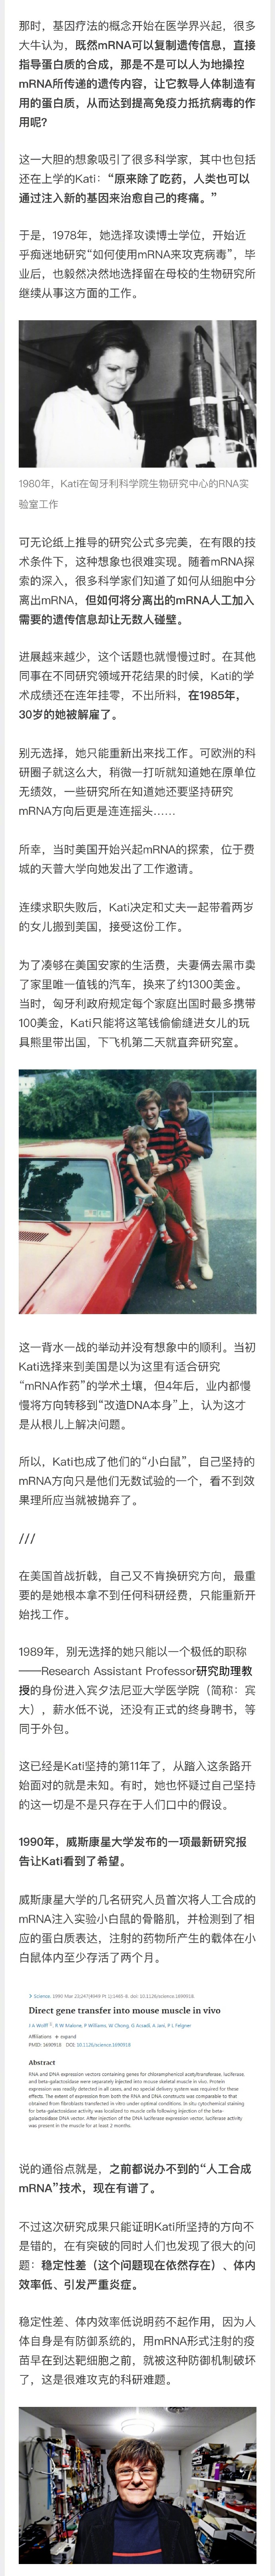 那时，基因疗法的概念开始在医学界兴起，很多
大牛认为，既然mRNA可以复制遗传信息，直接
指导蛋白质的合成，那是不是可以人为地操控
mRNA所传递的遗传内容，让它教导人体制造有
用的蛋白质，从而达到提高免疫力抵抗病毒的作
用呢?
这一大胆的想象吸引了很多科学家，其中也包括
还在上学的Kati：“原来除了吃药，人类也可以
通过注入新的基因来治愈自己的疼痛。”
于是，1978年，她选择攻读博士学位，开始近
乎痴迷地研究“如何使用mRNA来攻克病毒”，毕
业后，也毅然决然地选择留在母校的生物研究所
继续从事这方面的工作。
1980年，Kati在匈牙利科学院生物研究中心的RNA实
验室工作
可无论纸上推导的研究公式多完美，在有限的技
术条件下，这种想象也很难实现。随着mRNA探
索的深入，很多科学家们知道了如何从细胞中分
离出mRNA，但如何将分离出的mRNA人工加入
需要的遗传信息却让无数人碰壁。
进展越来越少，这个话题也就慢慢过时。在其他
同事在不同研究领域开花结果的时候，Kati的学
术成绩还在连年挂零，不出所料，在1985年，
30岁的她被解雇了。
别无选择，她只能重新出来找工作。可欧洲的科
研圈子就这么大，稍微一打听就知道她在原单位
无绩效，一些研究所在知道她还要坚持研究
mRNA方向后更是连连摇头……
所幸，当时美国开始兴起mRNA的探索，位于费
城的天普大学向她发出了工作邀请。
连续求职失败后，Kati决定和丈夫一起带着两岁
的女儿搬到美国，接受这份工作。
为了凑够在美国安家的生活费，夫妻俩去黑市卖
了家里唯一值钱的汽车，换来了约1300美金。
当时，匈牙利政府规定每个家庭出国时最多携带
100美金，Kati只能将这笔钱偷偷缝进女儿的玩
具熊里带出国，下飞机第二天就直奔研究室。
这一背水一战的举动并没有想象中的顺利。当初
Kati选择来到美国是以为这里有适合研究
“mRNA作药”的学术土壤，但4年后，业内都慢
慢将方向转移到“改造DNA本身”上，认为这才
是从根儿上解决问题。
所以，Kati也成了他们的“小白鼠”，自己坚持的
mRNA方向只是他们无数试验的一个，看不到效
果理所应当就被抛弃了。
///
在美国首战折戟，自己又不肯换研究方向，最重
要的是她根本拿不到任何科研经费，只能重新开
始找工作。
1989年，别无选择的她只能以一个极低的职称
——Research Assistant Professor研究助理教
授的身份进入宾夕法尼亚大学医学院（简称：宾
大），薪水低不说，还没有正式的终身聘书，等
同于外包。
这已经是Kati坚持的第11年了，从踏入这条路开
始面对的就是未知。有时，她也怀疑过自己坚持
的这一切是不是只存在于人们口中的假设。
1990年，威斯康星大学发布的一项最新研究报
告让Kati看到了希望。
威斯康星大学的几名研究人员首次将人工合成的
mRNA注入实验小白鼠的骨骼肌，并检测到了相
应的蛋白质表达，注射的药物所产生的载体在小
白鼠体内至少存活了两个月。
Science. 1990 Mar 23;247(4949 Pt 1):1465-8. doi: 10.1126/science.1690918.
Direct gene transfer into mouse muscle in vivo
J A Wolff, R W Malone, P Williams, W Chong, G Acsadi, A Jani, P L Felgner
Affiliations + expand
PMID: 1690918 DOI: 10.1126/science.1690918
Abstract
RNA and DNA expression vectors containing genes for chloramphenicol acetyltransferase, luciferase
and beta-galactosidase were separately injected into mouse skeletal muscle in vivo. Protein
expression was readily detected in all cases, and no special delivery system was required for these
effects. The extent of expression from both the RNA and DNA constructs was comparable to that
obtained from fibroblasts transfected in vitro under optimal conditions. In situ cytochemical staining
for beta-galactosidase activity was localized to muscle cells following injection of the beta-
galactosidase DNA vector. After injection of the DNA luciferase expression vector, luciferase activity
was present in the muscle for at least 2 months.
说的通俗点就是，之前都说办不到的“人工合成
mRNA”技术，现在有谱了。
不过这次研究成果只能证明Kati所坚持的方向不
是错的，在有突破的同时人们也发现了很大的问
题：稳定性差（这个问题现在依然存在）、体内
效率低、引发严重炎症。
稳定性差、体内效率低说明药不起作用，因为人
体自身是有防御系统的，用mRNA形式注射的疫
苗早在到达靶细胞之前，就被这种防御机制破坏
了，这是很难攻克的科研难题。